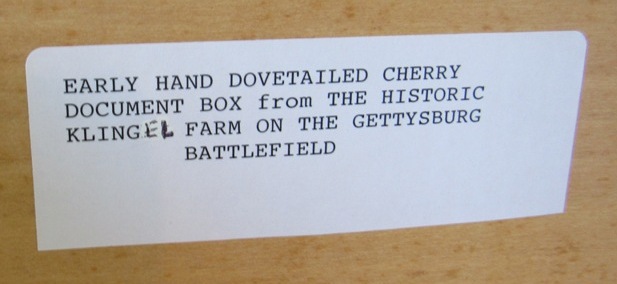 EARLY HAND DOVETAILED CHERRY
DOCUMENT BOX from THE HISTORIC
KLINGEL FARM ON THE GETTYSBURG
BATTLEFIELD